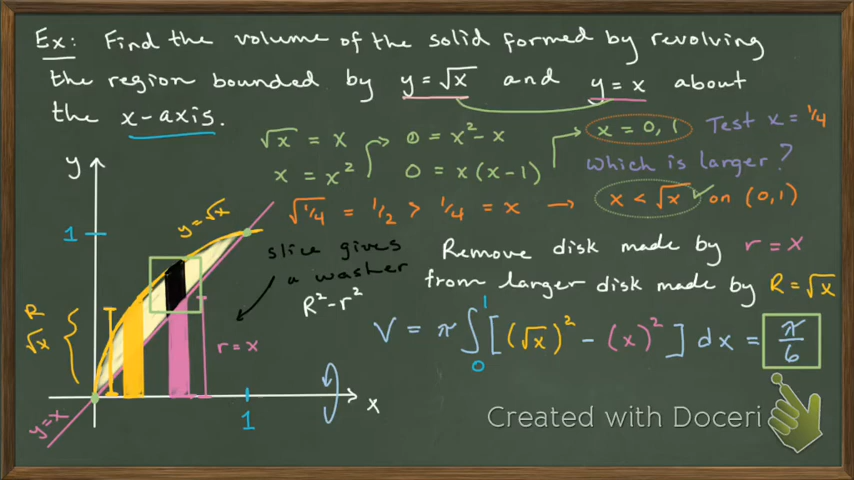 Ex: Find the volume of the solid formed by revolving
the region bounded by y = √x and y = x about
the x-axis.
√x = x
x = x²
0 = x² - x
0 = x(x-1)
x = 0, 1
Test x = 1/4
Which is larger?
√1/4 = 1/2 > 1/4 = x → x < √x ✓ on (0,1)
y
1
y = √x
slice gives
a washer
R² - r²
R
√x
r = x
y = x
1
x
Remove disk made by r = x
from larger disk made by R = √x
V = π ∫₀¹ [(√x)² - (x)²] dx = π/6
Created with Doceri